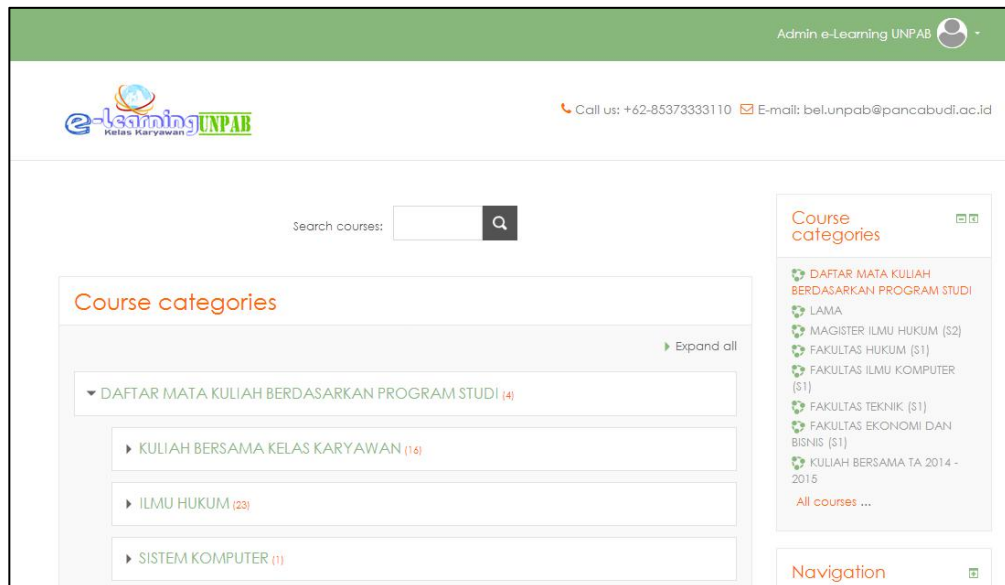 Admin e-Learning UNPAB
e-Learning UNPAB
Kelas Karyawan
Call us: +62-85373333110 E-mail: bel.unpab@pancabudi.ac.id
Search courses:
Course categories
Expand all
DAFTAR MATA KULIAH BERDASARKAN PROGRAM STUDI (4)
KULIAH BERSAMA KELAS KARYAWAN (16)
ILMU HUKUM (23)
SISTEM KOMPUTER (1)
Course
categories
DAFTAR MATA KULIAH
BERDASARKAN PROGRAM STUDI
LAMA
MAGISTER ILMU HUKUM (S2)
FAKULTAS HUKUM (S1)
FAKULTAS ILMU KOMPUTER
(S1)
FAKULTAS TEKNIK (S1)
FAKULTAS EKONOMI DAN
BISNIS (S1)
KULIAH BERSAMA TA 2014 -
2015
All courses ...
Navigation